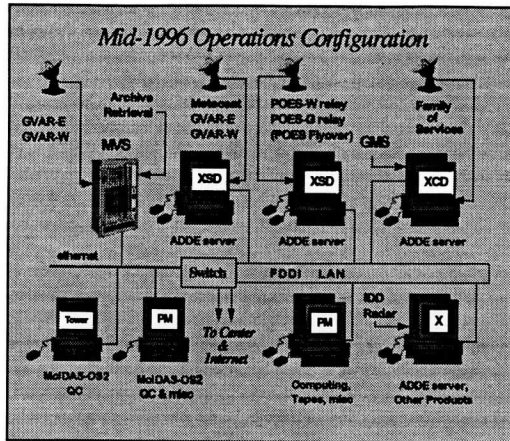 Mid-1996 Operations Configuration
GVAR-E
GVAR-W
MVS
Archive
Retrieval
Meteosat
GVAR-E
GVAR-W
POES-W relay
POES-G relay
(POES Flyover)
Family
of
Services
GMS
XSD
XSD
XCD
ADDE server
ADDE server
ADDE server
ethernet
Switch
FDDI LAN
Tower
PM
To Center
&
Internet
PM
IDD
Radar
X
McIDAS-OS2
QC
McIDAS-OS2
QC & misc
Computing,
Tapes, misc
ADDE server,
Other Products